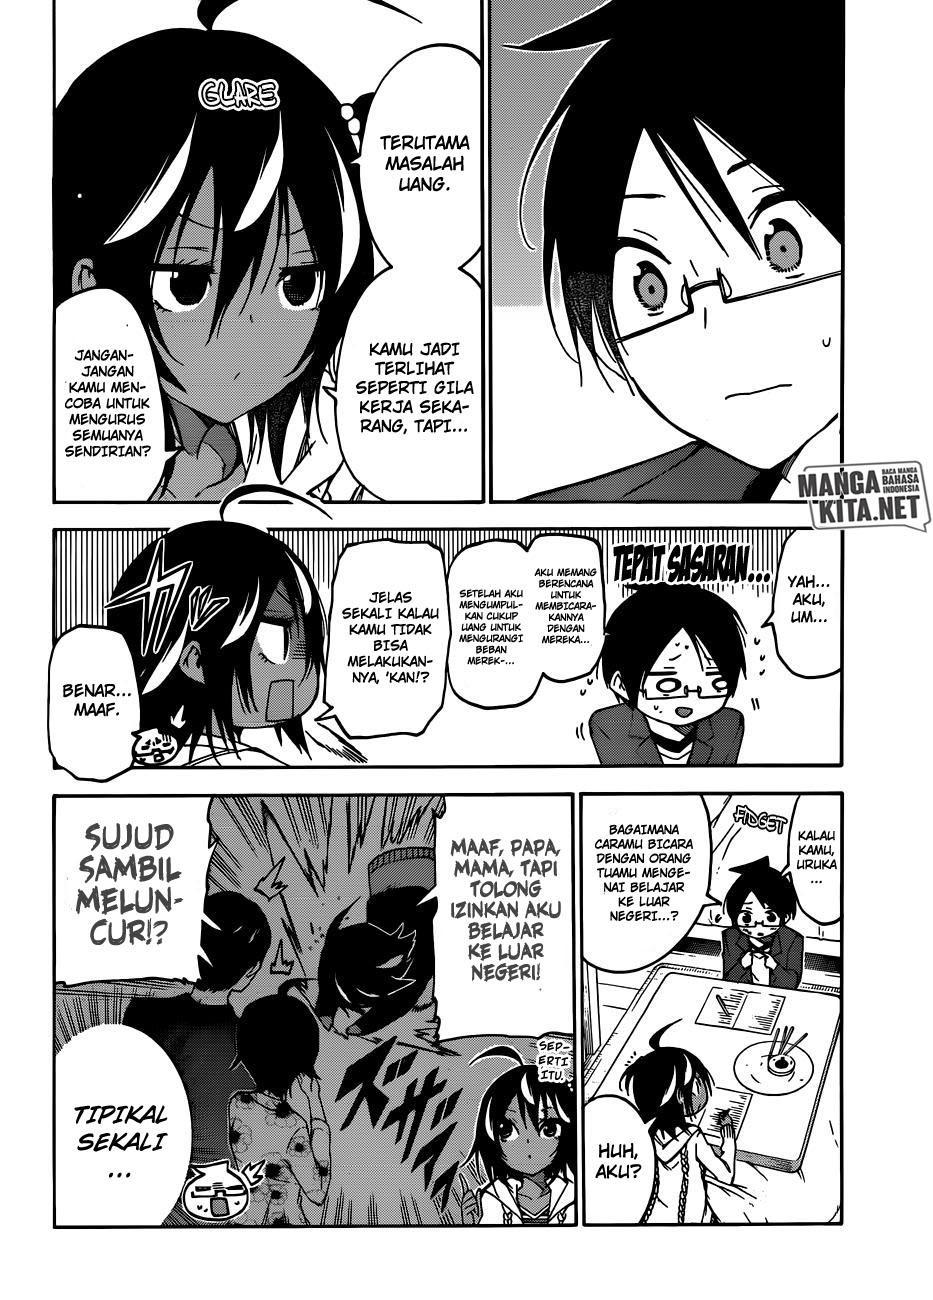 TERUTAMA
MASALAH
UANG.
KAMU JADI
TERLIHAT
SEPERTI GILA
KERJA SEKA-
RANG, TAPI...
GLARE
JANGAN-
JANGAN
KAMU MEN-
COBA UNTUK
MENGURUS
SEMUANYA
SENDIRIAN?
MANGA
KITA.NET
BACA MANGA
BAHASA
INDONESIA
YAH...
AKU,
UM...
TEPAT SASARAN...
AKU MEMANG
BERENCANA
UNTUK
MEMBICARA-
KANNYA
DENGAN
MEREKA...
SETELAH AKU
MENGUMPUL-
KAN CUKUP
UANG UNTUK
MENGURANGI
BEBAN
MEREK-...
JELAS
SEKALI KALAU
KAMU TIDAK
BISA
MELAKUKAN-
NYA, 'KAN!?
BENAR...
MAAF.
KALAU
KAMU,
URUKA
...
FIDGET
BAGAIMANA
CARAMU BICARA
DENGAN ORANG
TUAMU MENGE-
NAI BELAJAR
KE LUAR
NEGERI...?
HUH,
AKU?
MAAF, PAPA,
MAMA, TAPI
TOLONG
IZINKAN AKU
BELAJAR
KE LUAR
NEGERI!
SEP-
ERTI
ITU.
SUJUD
SAMBIL
MELUN-
CUR!?
ズザザ
TIPIKAL
SEKALI
...